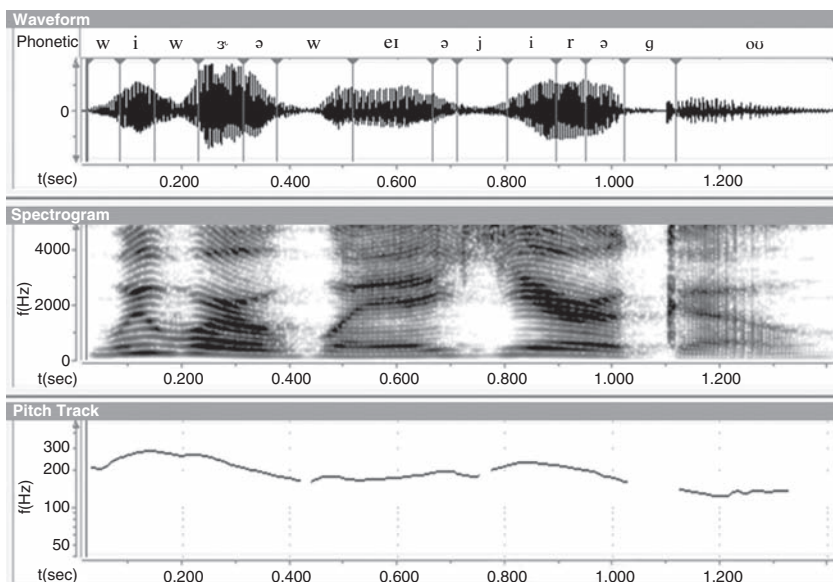 Waveform
Phonetic w i w ɝ ə w eɪ ə j i r ə ɡ oʊ
0
t(sec) 0.200 0.400 0.600 0.800 1.000 1.200
Spectrogram
4000
f(Hz)
2000
0
t(sec) 0.200 0.400 0.600 0.800 1.000 1.200
Pitch Track
300
200
f(Hz)
100
50
t(sec) 0.200 0.400 0.600 0.800 1.000 1.200